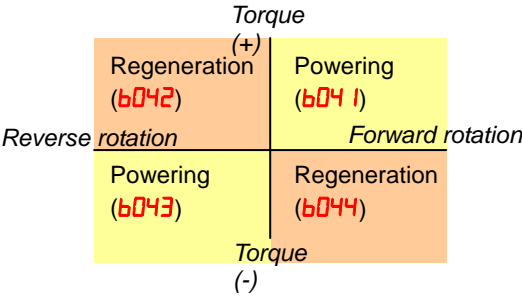 Torque
(+)
Regeneration
(b042)
Powering
(b041)
Reverse rotation
Forward rotation
Powering
(b043)
Regeneration
(b044)
Torque
(-)